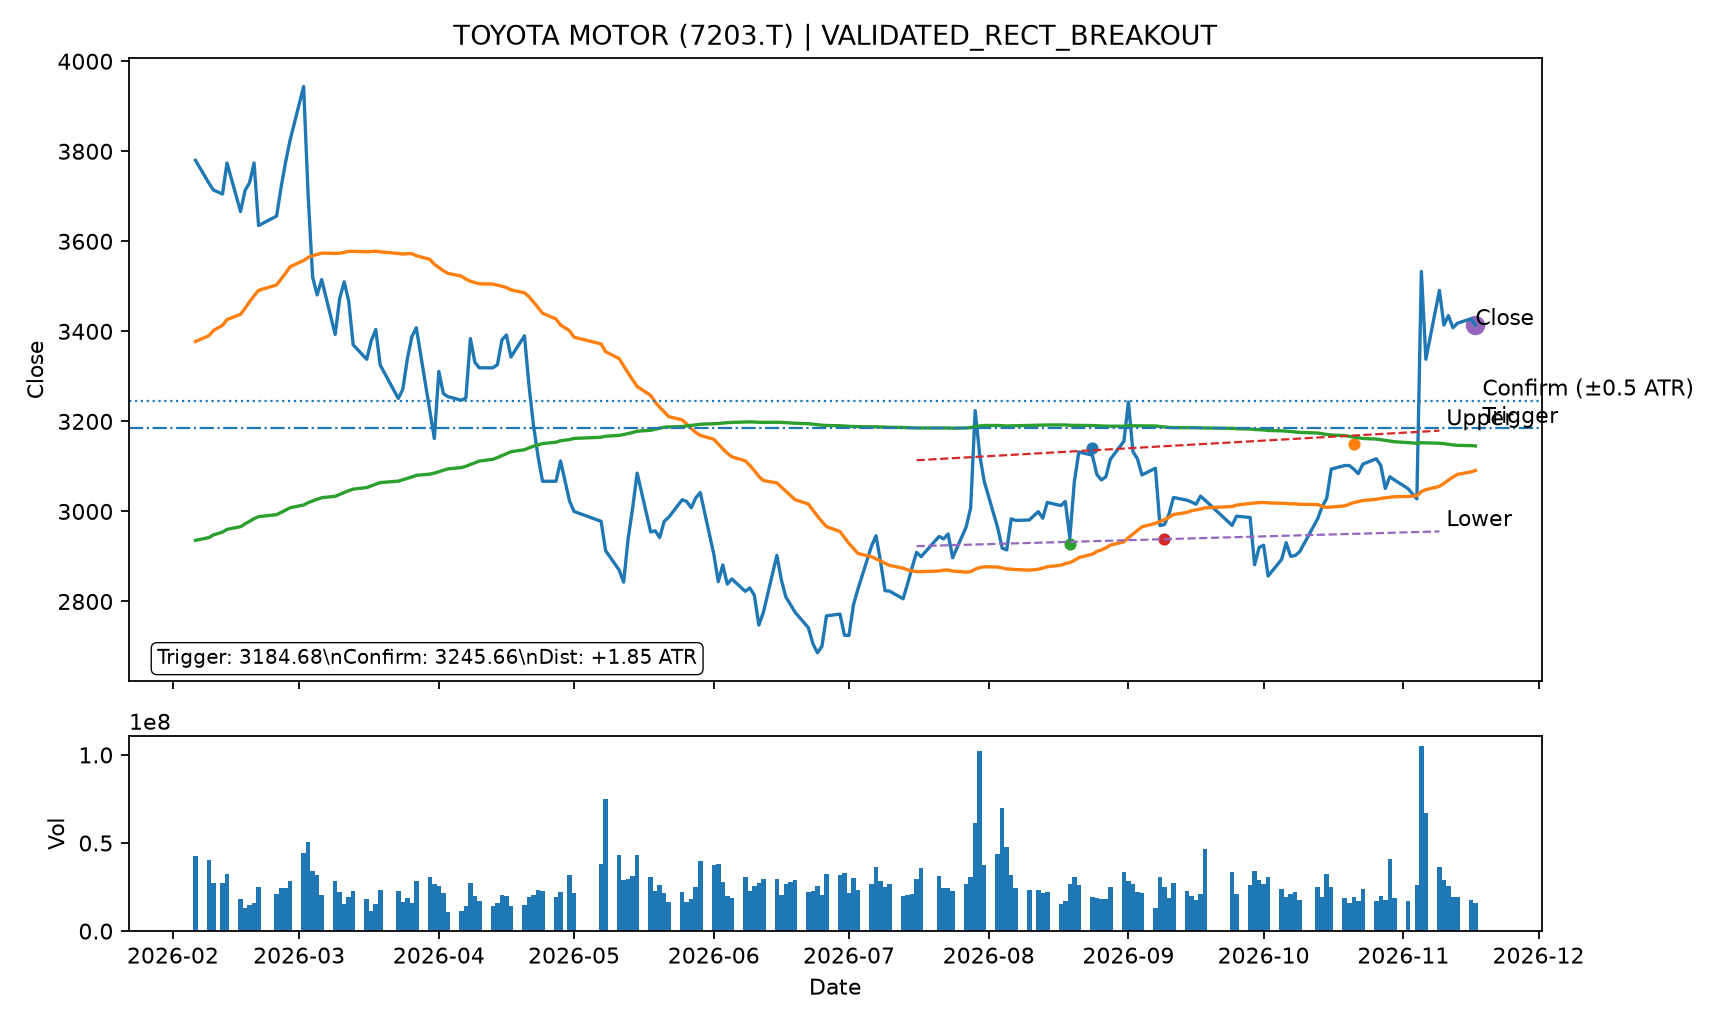 TOYOTA MOTOR (7203.T) | VALIDATED_RECT_BREAKOUT
Close
4000
3800
3600
3400
3200
3000
2800
Close
Confirm (±0.5 ATR)
Upper
Trigger
Lower
Trigger: 3184.68\nConfirm: 3245.66\nDist: +1.85 ATR
1e8
Vol
1.0
0.5
0.0
2026-02 2026-03 2026-04 2026-05 2026-06 2026-07 2026-08 2026-09 2026-10 2026-11 2026-12
Date